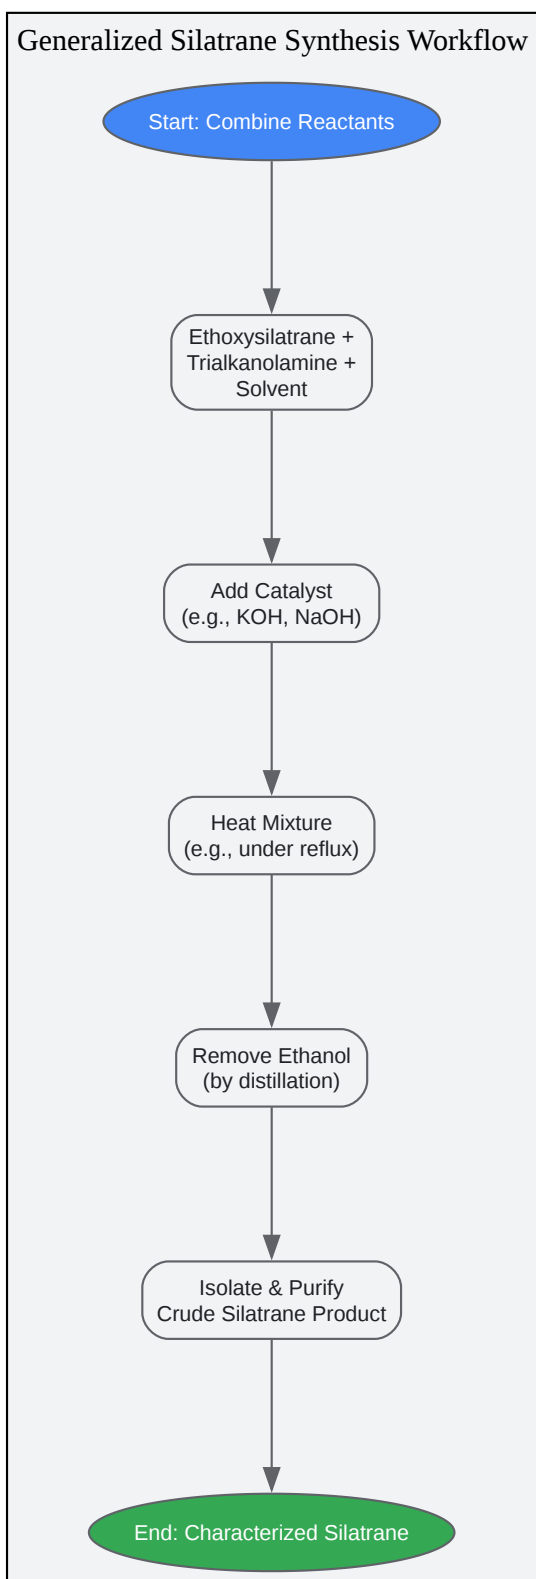 Generalized Silatrane Synthesis Workflow
Start: Combine Reactants
Ethoxysilatrane +
Trialkanolamine +
Solvent
Add Catalyst
(e.g., KOH, NaOH)
Heat Mixture
(e.g., under reflux)
Remove Ethanol
(by distillation)
Isolate & Purify
Crude Silatrane Product
End: Characterized Silatrane